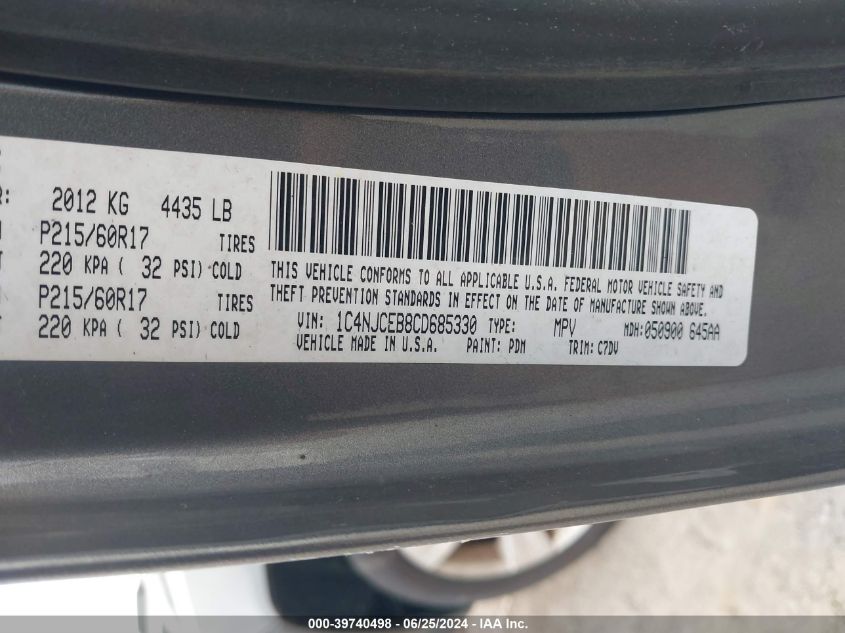 R: 2012 KG 4435 LB
P215/60R17 TIRES
220 KPA ( 32 PSI) COLD
P215/60R17 TIRES
220 KPA ( 32 PSI) COLD
THIS VEHICLE CONFORMS TO ALL APPLICABLE U.S.A. FEDERAL MOTOR VEHICLE SAFETY AND
THEFT PREVENTION STANDARDS IN EFFECT ON THE DATE OF MANUFACTURE SHOWN ABOVE.
VIN: 1C4NJCEB8CD685330 TYPE: MPV MDH:050900 645AA
VEHICLE MADE IN U.S.A. PAINT: PDM TRIM: C7DV
000-39740498 - 06/25/2024 - IAA Inc.